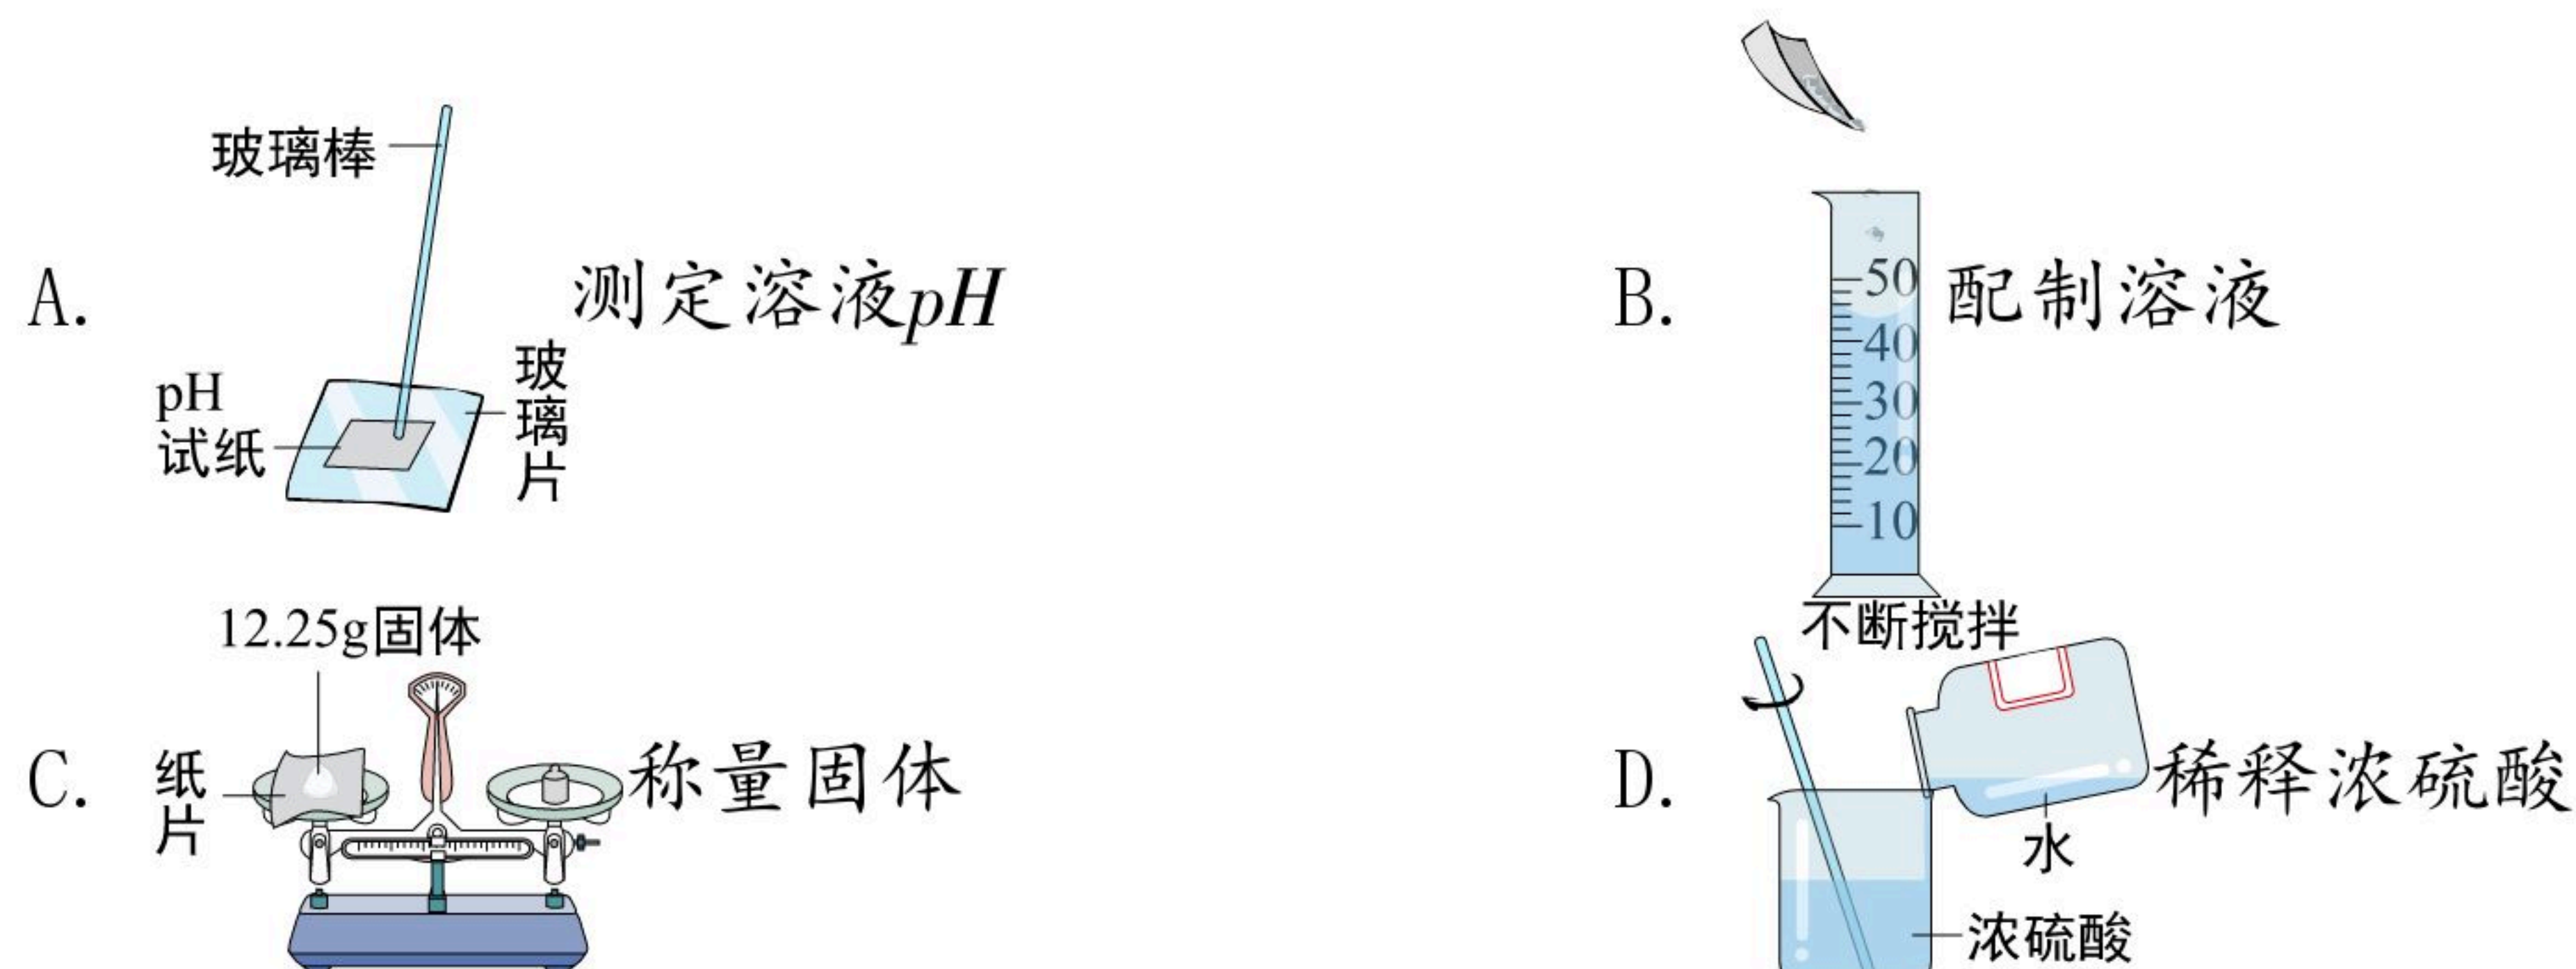 玻璃棒
A.
测定溶液pH
pH
试纸
玻璃片
B.
50
40
30
20
10
配制溶液
12.25g固体
C.
纸片
称量固体
不断搅拌
D.
稀释浓硫酸
水
浓硫酸